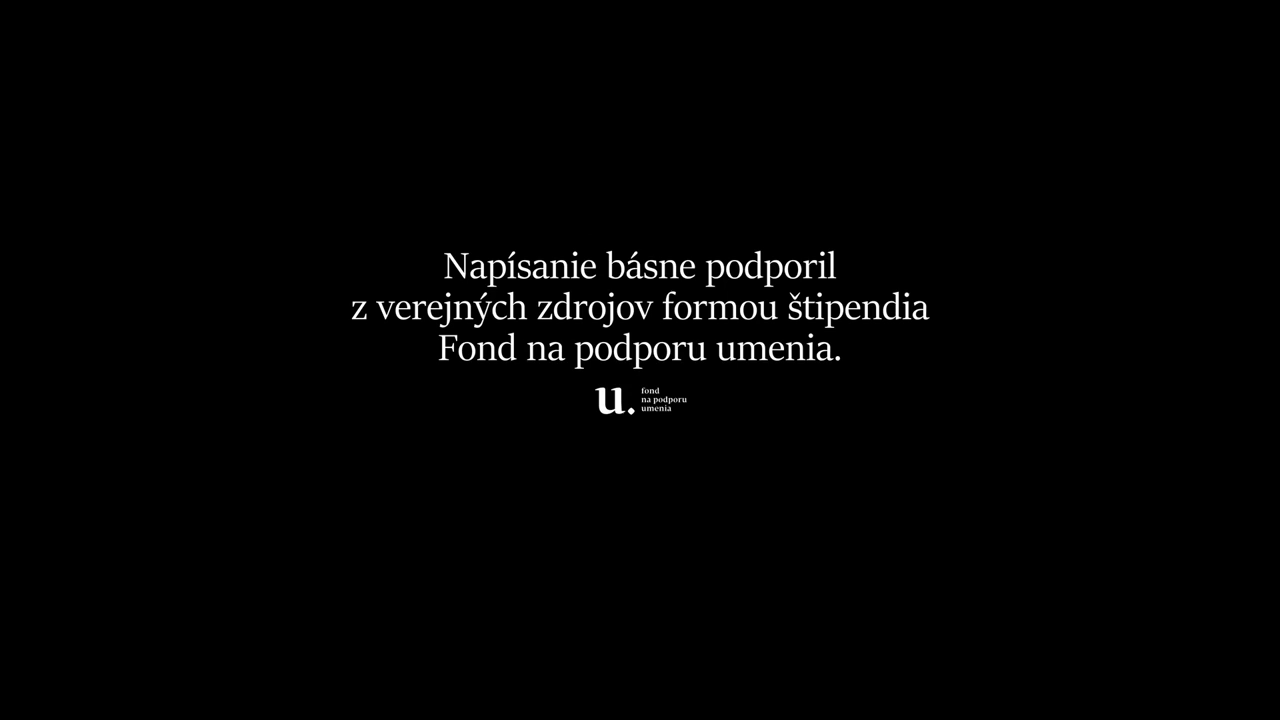 Napísanie básne podporil
z verejných zdrojov formou štipendia
Fond na podporu umenia.
u. fond
na podporu
umenia